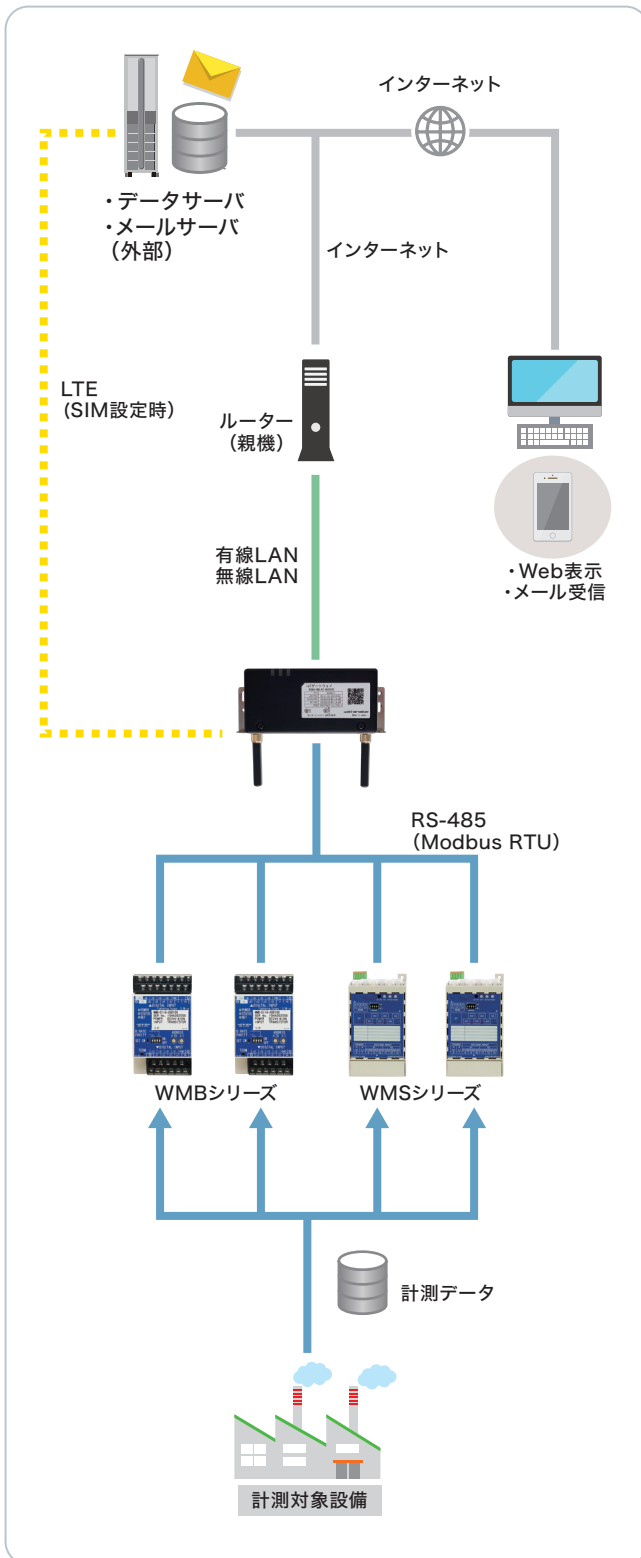 インターネット
・データサーバ
・メールサーバ
（外部）
インターネット
LTE
（SIM設定時）
ルーター
（親機）
有線LAN
無線LAN
・Web表示
・メール受信
RS-485
（Modbus RTU）
WMBシリーズ
WMSシリーズ
計測データ
計測対象設備